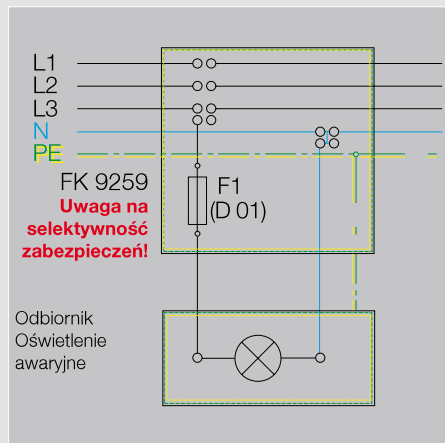 L1
L2
L3
N
PE
FK 9259
Uwaga na
selektywność
zabezpieczeń!
F1
(D 01)
Odbiornik
Oświetlenie
awaryjne